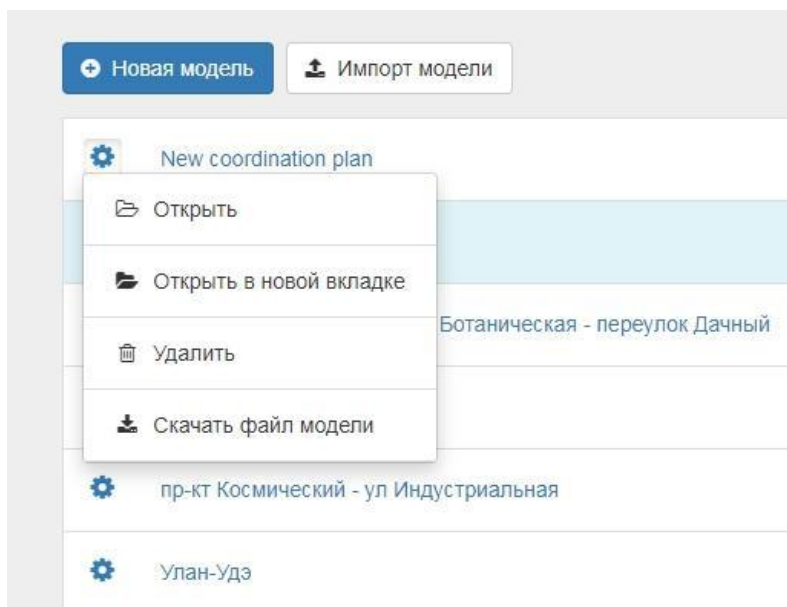 Новая модель
Импорт модели
New coordination plan
Открыть
Открыть в новой вкладке
Ботаническая - переулок Дачный
Удалить
Скачать файл модели
пр-кт Космический - ул Индустриальная
Улан-Удэ